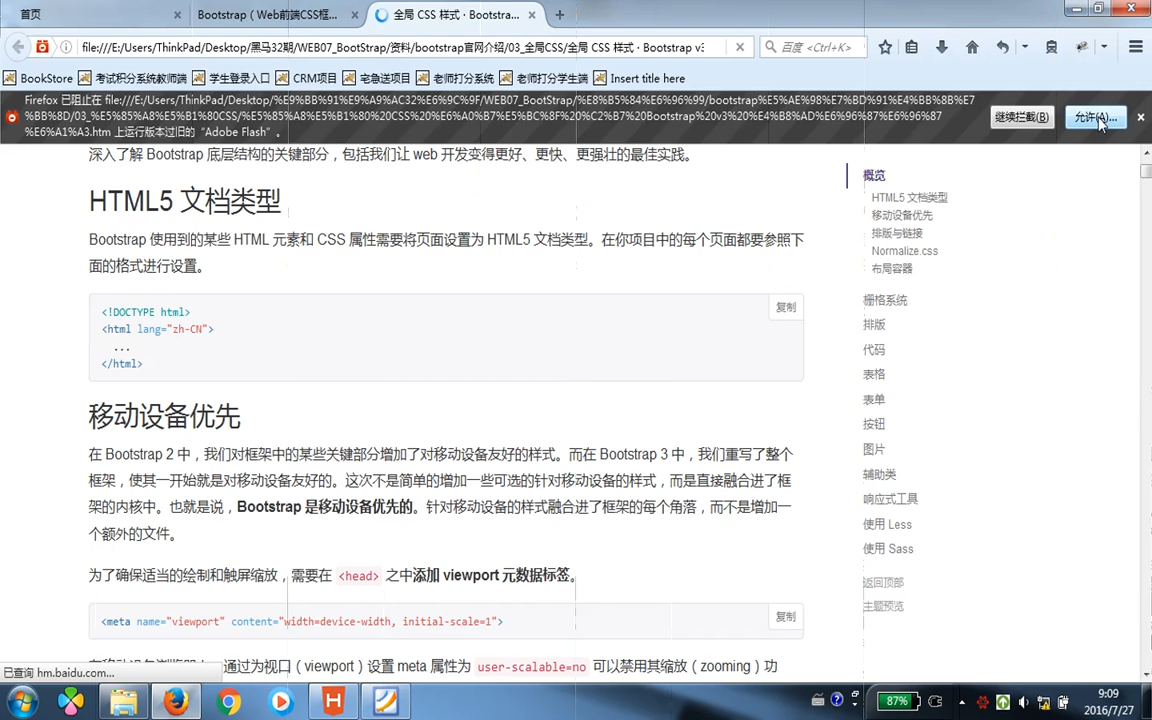 首页
Bootstrap（Web前端CSS框...
全局 CSS 样式 · Bootstra...
file:///E:/Users/ThinkPad/Desktop/黑马32期/WEB07_BootStrap/资料/bootstrap官网介绍/03_全局CSS/全局 CSS 样式 · Bootstrap v3
百度 <Ctrl+K>
BookStore
考试积分系统教师端
学生登录入口
CRM项目
宅急送项目
老师打分系统
老师打分学生端
Insert title here
Firefox 已阻止在 file:///E:/Users/ThinkPad/Desktop/%E9%BB%91%E9%A9%AC32%E6%9C%9F/WEB07_BootStrap/%E8%B5%84%E6%96%99/bootstrap%E5%AE%98%E7%BD%91%E4%BB%8B%E7
%BB%8D/03_%E5%85%A8%E5%B1%80CSS/%E5%85%A8%E5%B1%80%20CSS%20%E6%A0%B7%E5%BC%8F%20%C2%B7%20Bootstrap%20v3%20%E4%B8%AD%E6%96%87%E6%96%87
%E6%A1%A3.htm 上运行版本过旧的“Adobe Flash”。
继续拦截(B)
允许(A)...
深入了解 Bootstrap 底层结构的关键部分，包括我们让 web 开发变得更好、更快、更强壮的最佳实践。
HTML5 文档类型
Bootstrap 使用到的某些 HTML 元素和 CSS 属性需要将页面设置为 HTML5 文档类型。在你项目中的每个页面都要参照下
面的格式进行设置。
复制
<!DOCTYPE html>
<html lang="zh-CN">
...
</html>
移动设备优先
在 Bootstrap 2 中，我们对框架中的某些关键部分增加了对移动设备友好的样式。而在 Bootstrap 3 中，我们重写了整个
框架，使其一开始就是对移动设备友好的。这次不是简单的增加一些可选的针对移动设备的样式，而是直接融合进了框
架的内核中。也就是说，Bootstrap 是移动设备优先的。针对移动设备的样式融合进了框架的每个角落，而不是增加一
个额外的文件。
为了确保适当的绘制和触屏缩放，需要在 <head> 之中添加 viewport 元数据标签。
复制
<meta name="viewport" content="width=device-width, initial-scale=1">
通过为视口（viewport）设置 meta 属性为 user-scalable=no 可以禁用其缩放（zooming）功
概览
HTML5 文档类型
移动设备优先
排版与链接
Normalize.css
布局容器
栅格系统
排版
代码
表格
表单
按钮
图片
辅助类
响应式工具
使用 Less
使用 Sass
返回顶部
主题预览
已查询 hm.baidu.com...
87%
9:09
2016/7/27